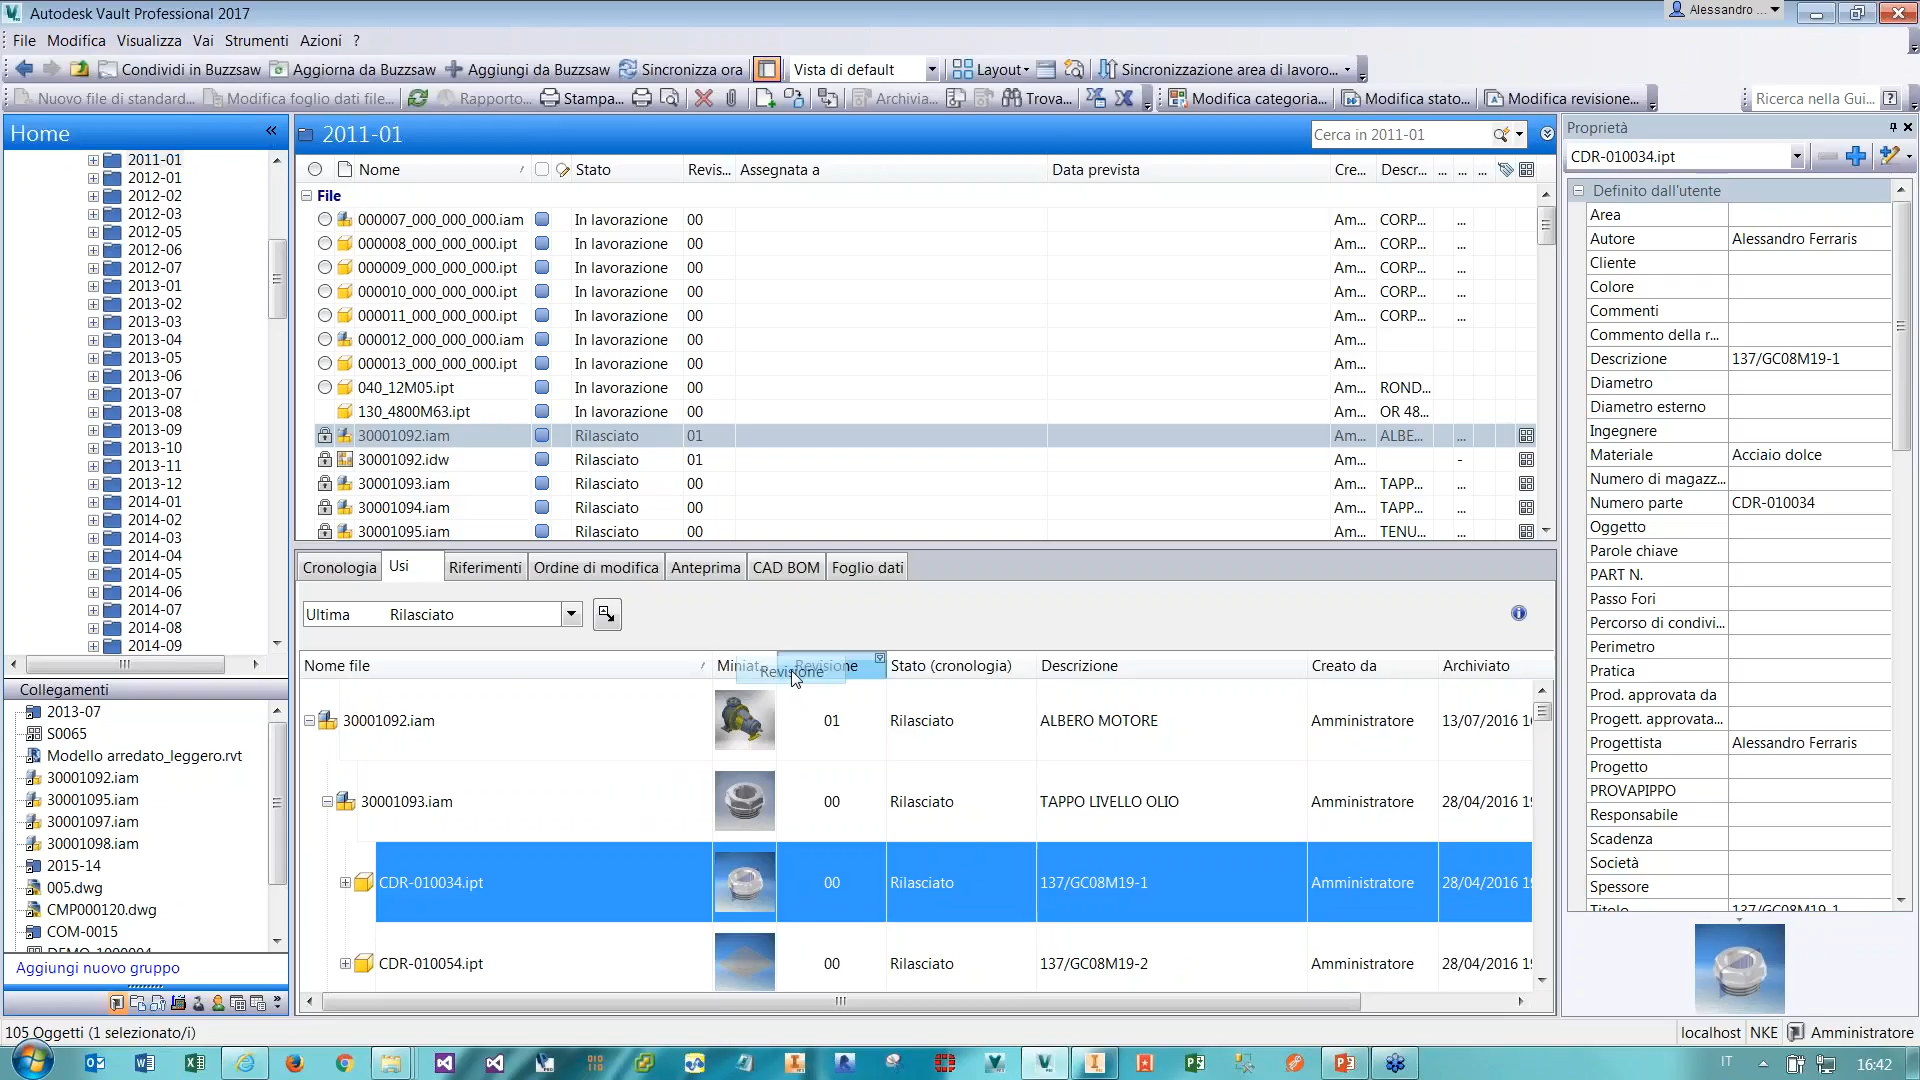 Autodesk Vault Professional 2017
Alessandro ...
File Modifica Visualizza Vai Strumenti Azioni ?
Condividi in Buzzsaw Aggiorna da Buzzsaw Aggiungi da Buzzsaw Sincronizza ora Vista di default Layout Sincronizzazione area di lavoro...
Nuovo file di standard... Modifica foglio dati file... Rapporto... Stampa... Archivia... Trova... Modifica categoria... Modifica stato... Modifica revisione... Ricerca nella Gui...
Home
2011-01
2012-01
2012-02
2012-03
2012-05
2012-06
2012-07
2013-01
2013-02
2013-03
2013-04
2013-05
2013-06
2013-07
2013-08
2013-09
2013-10
2013-11
2013-12
2014-01
2014-02
2014-03
2014-04
2014-05
2014-06
2014-07
2014-08
2014-09
Collegamenti
2013-07
S0065
Modello arredato_leggero.rvt
30001092.iam
30001095.iam
30001097.iam
30001098.iam
2015-14
005.dwg
CMP000120.dwg
COM-0015
Aggiungi nuovo gruppo
2011-01
Cerca in 2011-01
Nome Stato Revis... Assegnata a Data prevista Cre... Descr... ... ... ...
File
000007_000_000_000.iam In lavorazione 00 Am... CORP... ...
000008_000_000_000.ipt In lavorazione 00 Am... CORP... ...
000009_000_000_000.ipt In lavorazione 00 Am... CORP... ...
000010_000_000_000.ipt In lavorazione 00 Am... CORP... ...
000011_000_000_000.ipt In lavorazione 00 Am... CORP... ...
000012_000_000_000.iam In lavorazione 00 Am...
000013_000_000_000.ipt In lavorazione 00 Am...
040_12M05.ipt In lavorazione 00 Am... ROND...
130_4800M63.ipt In lavorazione 00 Am... OR 48...
30001092.iam Rilasciato 01 Am... ALBE... ...
30001092.idw Rilasciato 01 Am... -
30001093.iam Rilasciato 00 Am... TAPP... ...
30001094.iam Rilasciato 00 Am... TAPP... ...
30001095.iam Rilasciato 00 Am... TENU... ...
Cronologia Usi Riferimenti Ordine di modifica Anteprima CAD BOM Foglio dati
Ultima Rilasciato
Nome file Miniat Revisione Stato (cronologia) Descrizione Creato da Archiviato
Revisione
30001092.iam 01 Rilasciato ALBERO MOTORE Amministratore 13/07/2016 1
30001093.iam 00 Rilasciato TAPPO LIVELLO OLIO Amministratore 28/04/2016 1
CDR-010034.ipt 00 Rilasciato 137/GC08M19-1 Amministratore 28/04/2016 1
CDR-010054.ipt 00 Rilasciato 137/GC08M19-2 Amministratore 28/04/2016 1
Proprietà
CDR-010034.ipt
Definito dall'utente
Area
Autore Alessandro Ferraris
Cliente
Colore
Commenti
Commento della r...
Descrizione 137/GC08M19-1
Diametro
Diametro esterno
Ingegnere
Materiale Acciaio dolce
Numero di magazz...
Numero parte CDR-010034
Oggetto
Parole chiave
PART N.
Passo Fori
Percorso di condivi...
Perimetro
Pratica
Prod. approvata da
Progett. approvata...
Progettista Alessandro Ferraris
Progetto
PROVAPIPPO
Responsabile
Scadenza
Società
Spessore
Titolo 137/GC08M19-1
105 Oggetti (1 selezionato/i)
localhost NKE Amministratore
IT 16:42